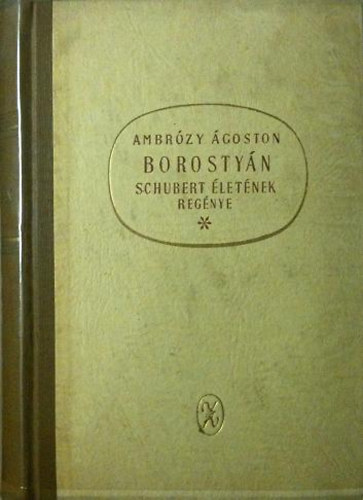 AMBRÓZY ÁGOSTON
BOROSTYÁN
SCHUBERT ÉLETÉNEK
REGÉNYE
*